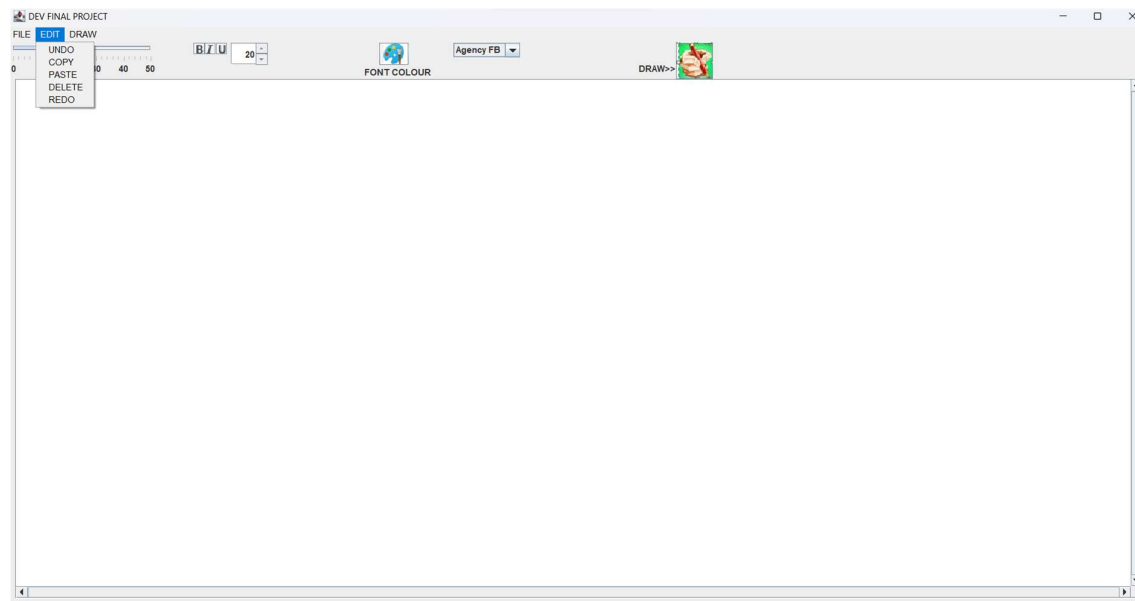 DEV FINAL PROJECT
FILE EDIT DRAW
UNDO
COPY
PASTE
DELETE
REDO
0 40 50
B I U 20
FONT COLOUR
Agency FB
DRAW>>